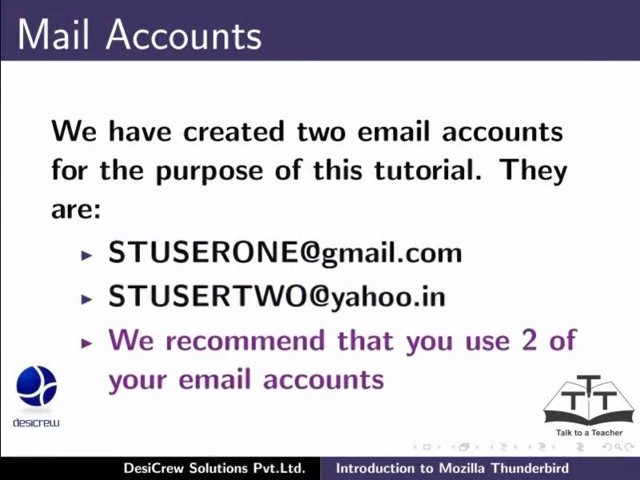 Mail Accounts
We have created two email accounts
for the purpose of this tutorial. They
are:
STUSERONE@gmail.com
STUSERTWO@yahoo.in
We recommend that you use 2 of
your email accounts
desicrew
TTT
Talk to a Teacher
DesiCrew Solutions Pvt.Ltd. Introduction to Mozilla Thunderbird